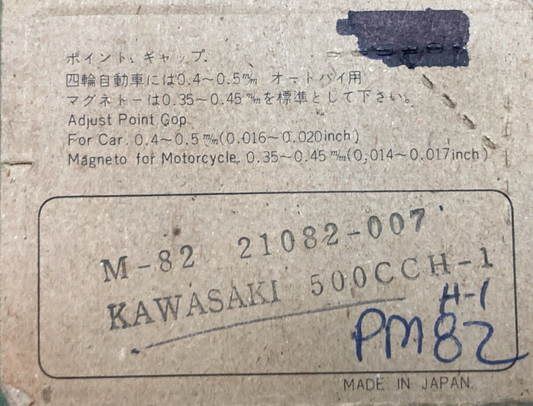 ポイント、ギャップ.
四輪自動車には0.4～0.5㎜ オートバイ用
マグネトーは0.35～0.45㎜を標準として下さい。
Adjust Point Gop.
For Car. 0.4～0.5 ㎜(0.016～0.020inch)
Magneto for Motorcycle. 0.35～0.45 ㎜(0.014～0.017inch)
M-82 21082-007
KAWASAKI 500CCH-1
H-1
PM82
MADE IN JAPAN.